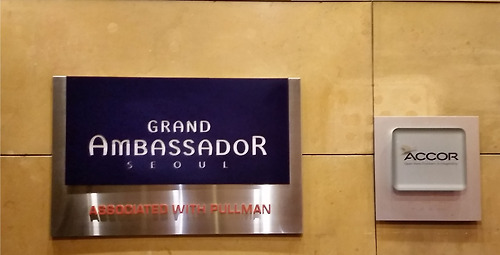 GRAND
AMBASSADOR
SEOUL
ASSOCIATED WITH PULLMAN
ACCOR